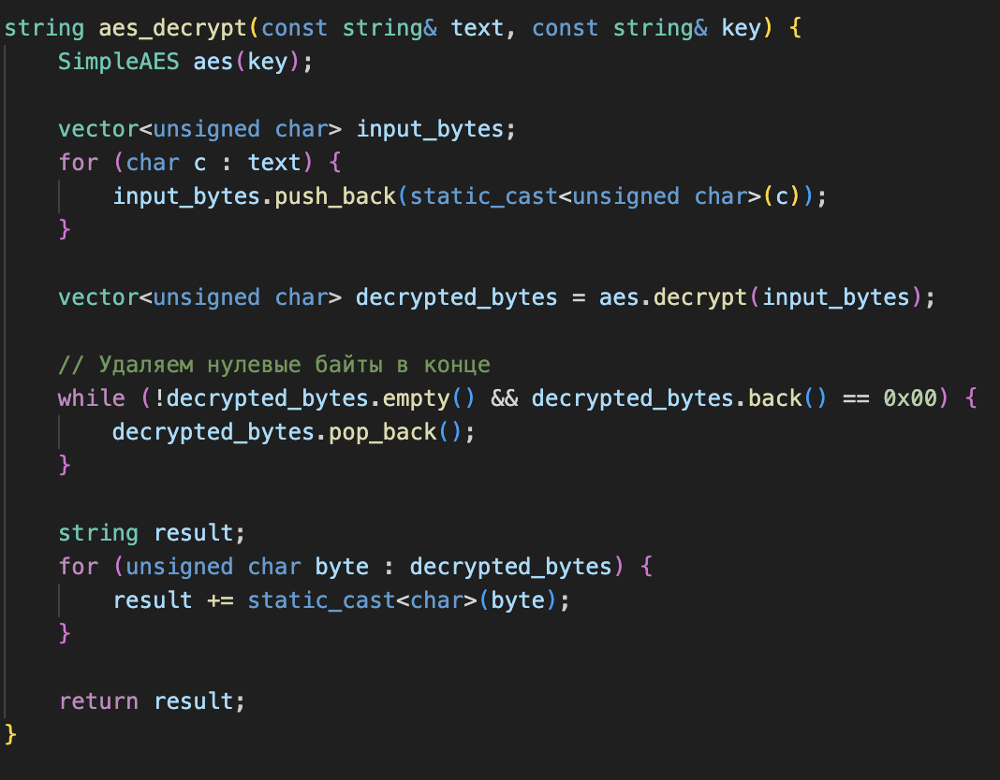 string aes_decrypt(const string& text, const string& key) {
    SimpleAES aes(key);

    vector<unsigned char> input_bytes;
    for (char c : text) {
        input_bytes.push_back(static_cast<unsigned char>(c));
    }

    vector<unsigned char> decrypted_bytes = aes.decrypt(input_bytes);

    // Удаляем нулевые байты в конце
    while (!decrypted_bytes.empty() && decrypted_bytes.back() == 0x00) {
        decrypted_bytes.pop_back();
    }

    string result;
    for (unsigned char byte : decrypted_bytes) {
        result += static_cast<char>(byte);
    }

    return result;
}